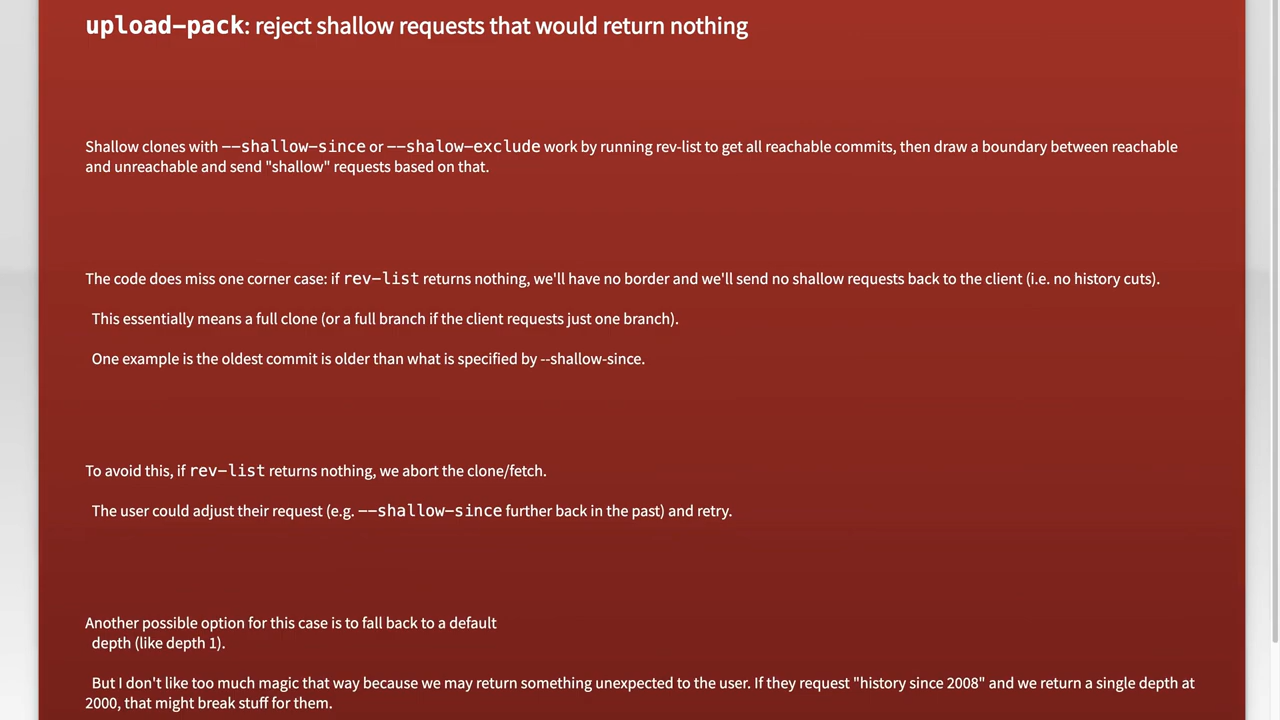 upload-pack: reject shallow requests that would return nothing
Shallow clones with --shallow-since or --shalow-exclude work by running rev-list to get all reachable commits, then draw a boundary between reachable
and unreachable and send "shallow" requests based on that.
The code does miss one corner case: if rev-list returns nothing, we'll have no border and we'll send no shallow requests back to the client (i.e. no history cuts).
This essentially means a full clone (or a full branch if the client requests just one branch).
One example is the oldest commit is older than what is specified by --shallow-since.
To avoid this, if rev-list returns nothing, we abort the clone/fetch.
The user could adjust their request (e.g. --shallow-since further back in the past) and retry.
Another possible option for this case is to fall back to a default
depth (like depth 1).
But I don't like too much magic that way because we may return something unexpected to the user. If they request "history since 2008" and we return a single depth at
2000, that might break stuff for them.